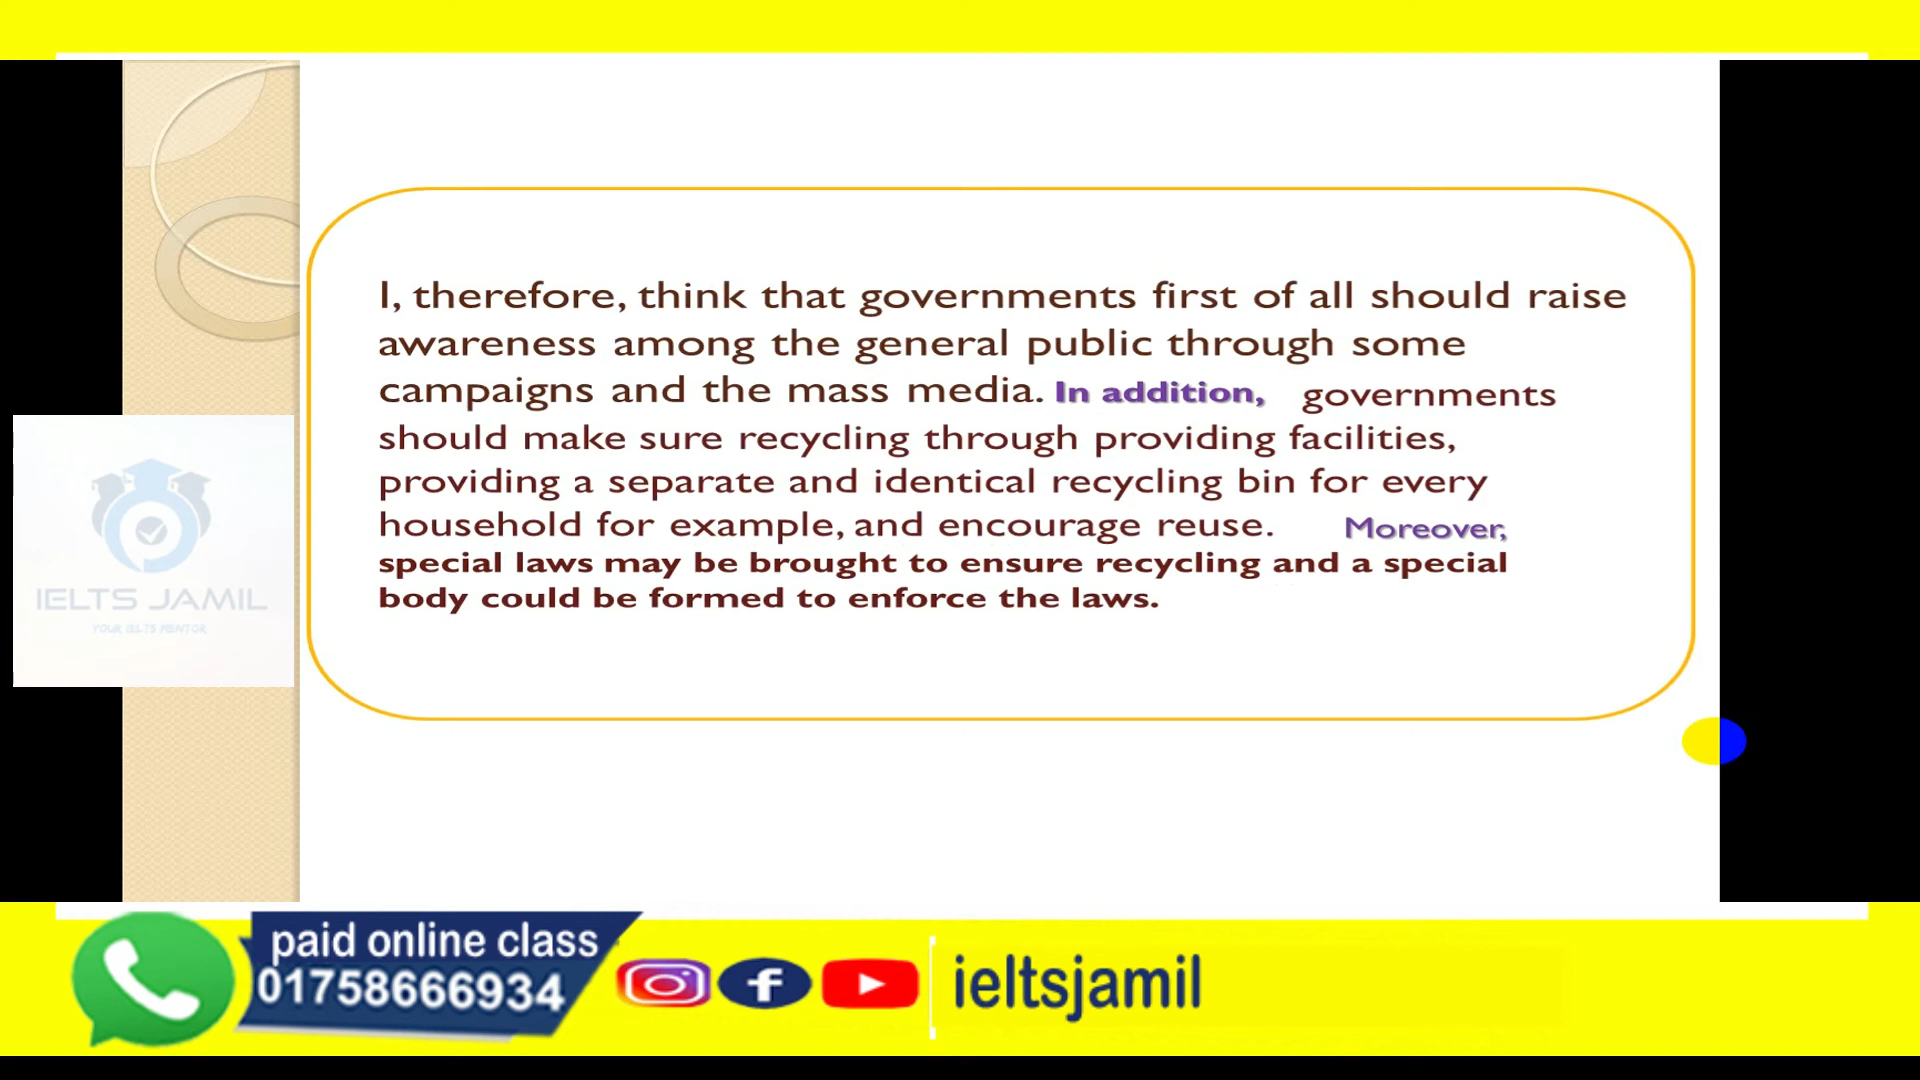 I, therefore, think that governments first of all should raise
awareness among the general public through some
campaigns and the mass media. In addition, governments
should make sure recycling through providing facilities,
providing a separate and identical recycling bin for every
household for example, and encourage reuse. Moreover,
special laws may be brought to ensure recycling and a special
body could be formed to enforce the laws.
IELTS JAMIL
YOUR IELTS MENTOR
paid online class
01758666934
ieltsjamil